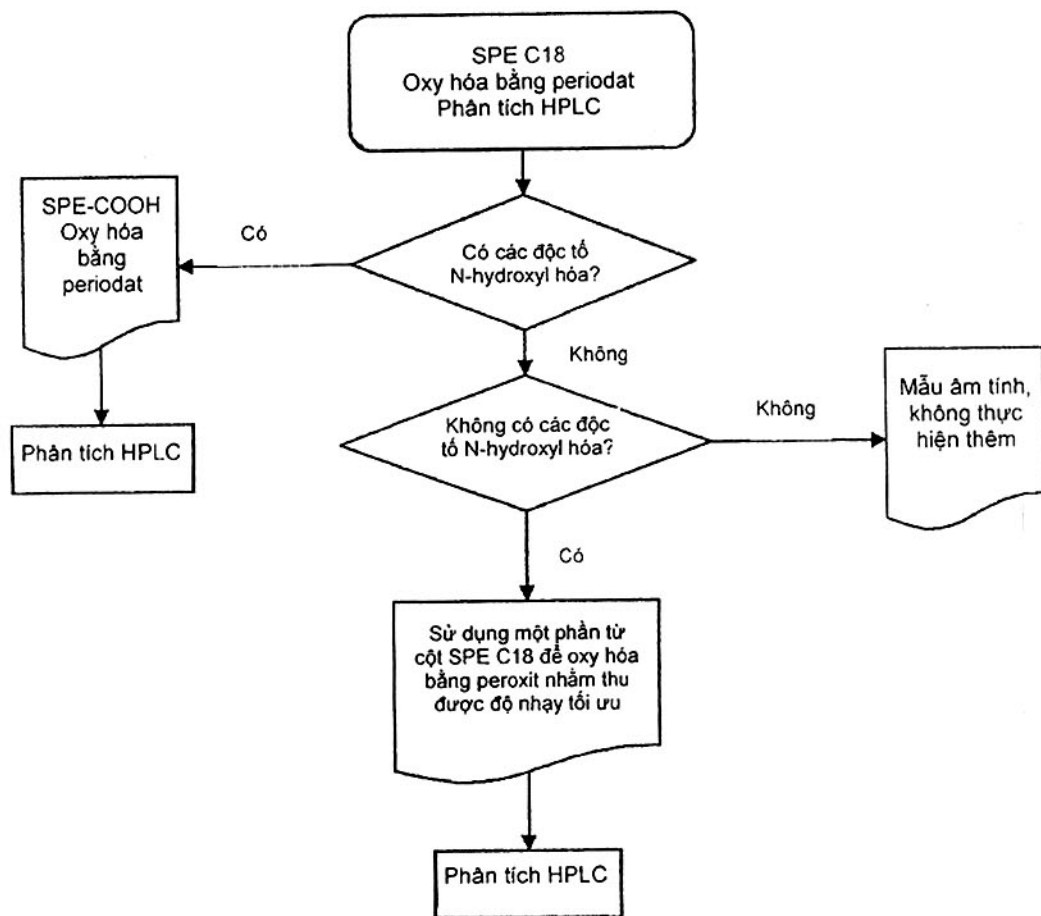 SPE C18
Oxy hóa bằng periodat
Phân tích HPLC
SPE-COOH
Oxy hóa
bằng
periodat
Có
Có các độc tố
N-hydroxyl hóa?
Phân tích HPLC
Không
Không có các độc
tố N-hydroxyl hóa?
Không
Mẫu âm tính,
không thực
hiện thêm
Có
Sử dụng một phần từ
cột SPE C18 để oxy hóa
bằng peroxit nhằm thu
được độ nhạy tối ưu
Phân tích HPLC